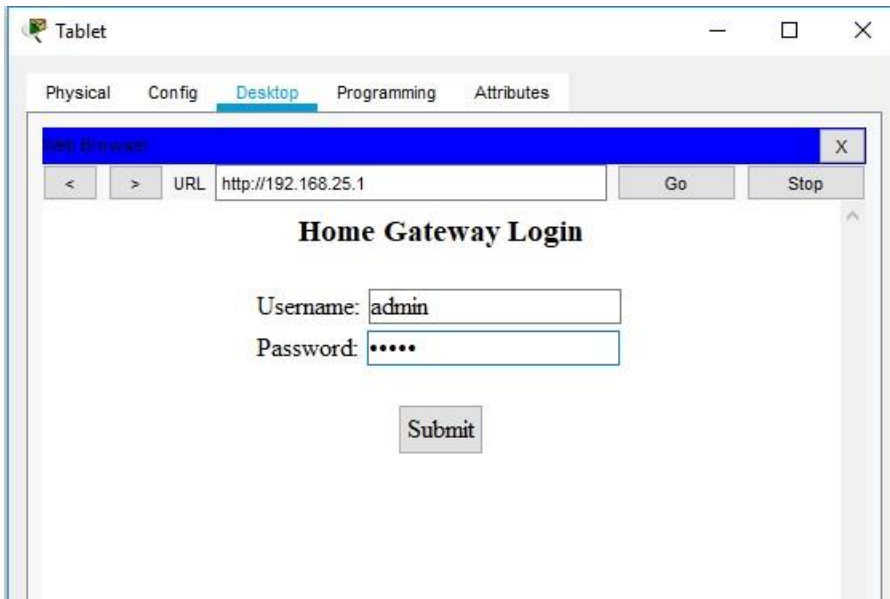 Tablet
Physical Config Desktop Programming Attributes
Web Browser X
< > URL http://192.168.25.1 Go Stop
Home Gateway Login
Username: admin
Password: •••••
Submit